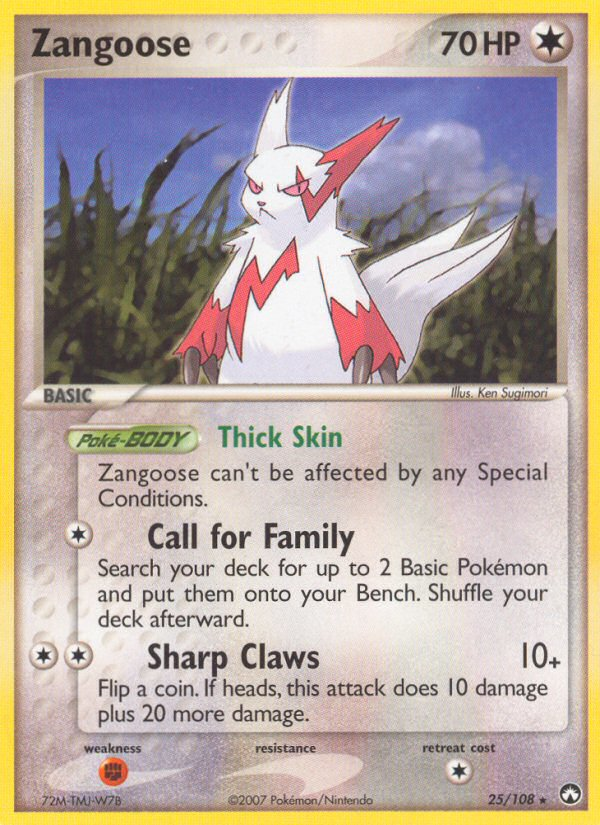 Zangoose 70 HP
BASIC Illus. Ken Sugimori
Poké-BODY Thick Skin
Zangoose can't be affected by any Special
Conditions.
Call for Family
Search your deck for up to 2 Basic Pokémon
and put them onto your Bench. Shuffle your
deck afterward.
Sharp Claws 10+
Flip a coin. If heads, this attack does 10 damage
plus 20 more damage.
weakness resistance retreat cost
72M-TMJ-W7B ©2007 Pokémon/Nintendo 25/108 ★